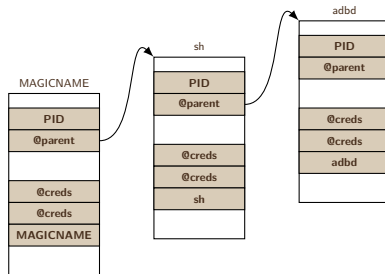 MAGICNAME
PID
@parent
@creds
@creds
MAGICNAME
sh
PID
@parent
@creds
@creds
sh
adbd
PID
@parent
@creds
@creds
adbd